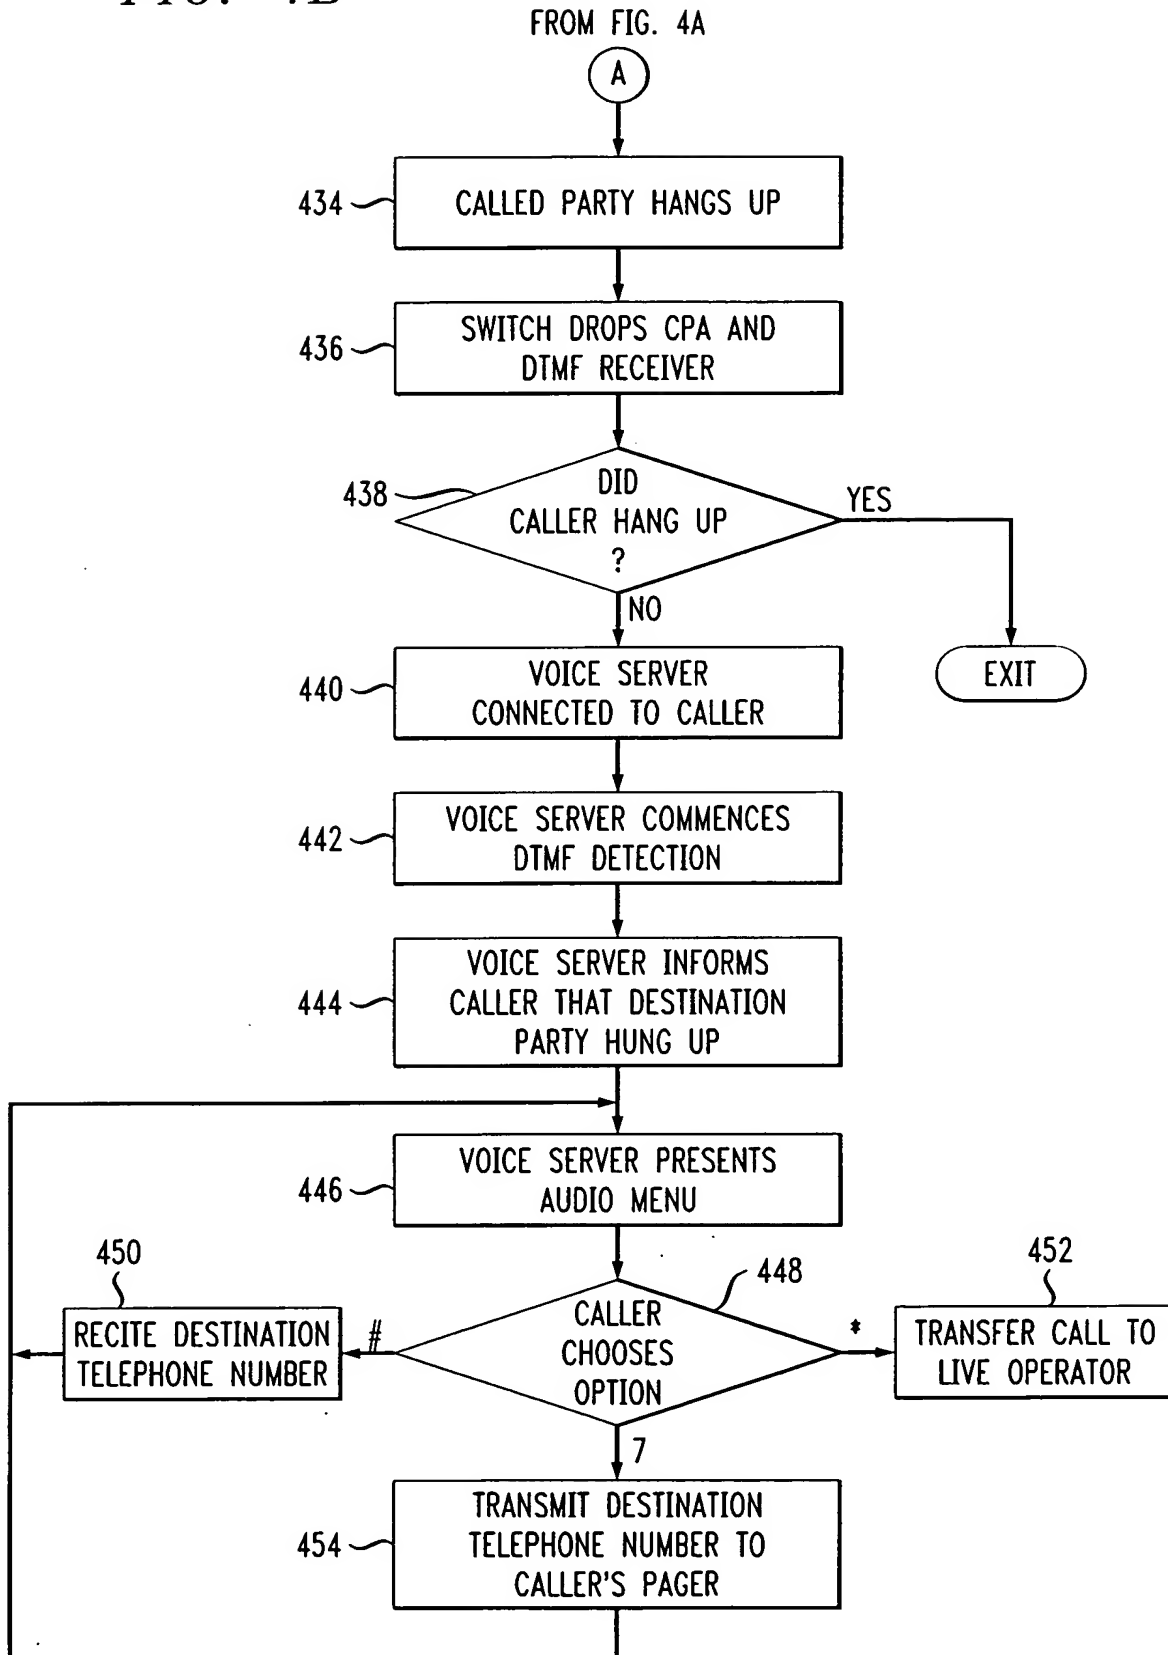 FIG. 4B
FROM FIG. 4A
A
434
CALLED PARTY HANGS UP
436
SWITCH DROPS CPA AND
DTMF RECEIVER
438
DID
CALLER HANG UP
?
YES
NO
EXIT
440
VOICE SERVER
CONNECTED TO CALLER
442
VOICE SERVER COMMENCES
DTMF DETECTION
444
VOICE SERVER INFORMS
CALLER THAT DESTINATION
PARTY HUNG UP
446
VOICE SERVER PRESENTS
AUDIO MENU
450
RECITE DESTINATION
TELEPHONE NUMBER
#
448
CALLER
CHOOSES
OPTION
*
452
TRANSFER CALL TO
LIVE OPERATOR
7
454
TRANSMIT DESTINATION
TELEPHONE NUMBER TO
CALLER'S PAGER